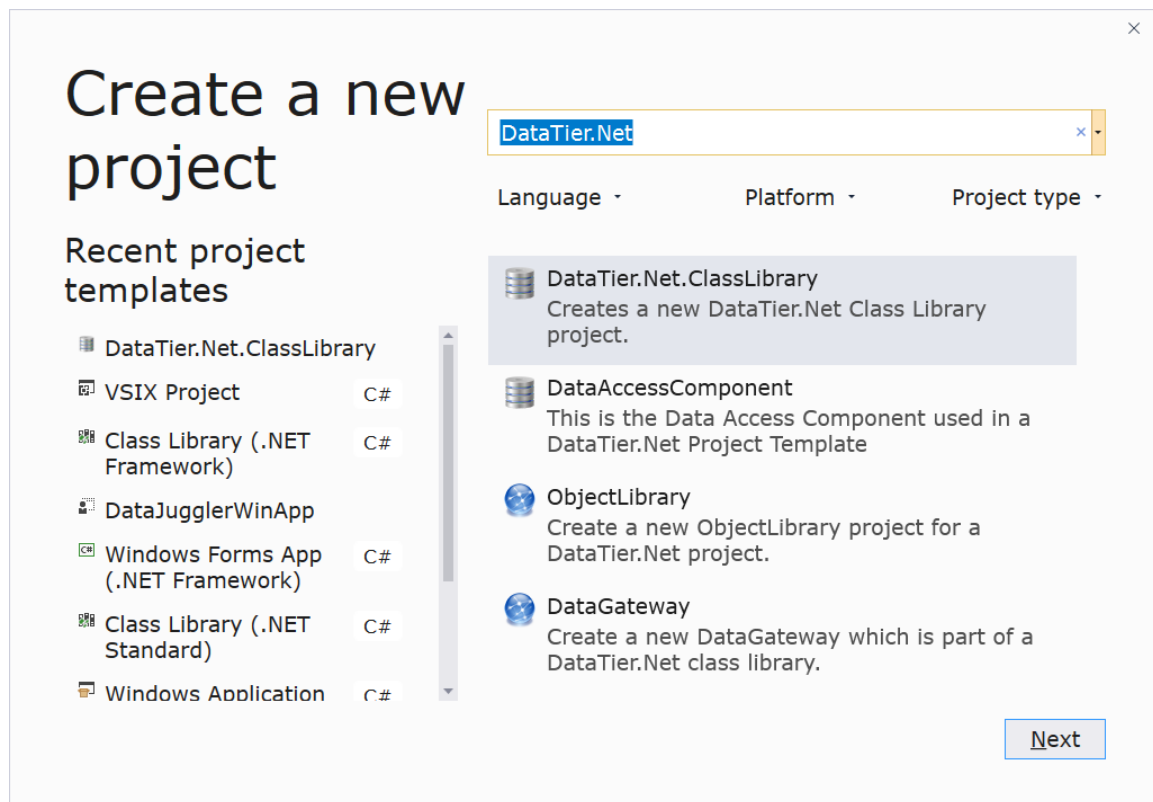 Create a new
project
DataTier.Net
Language
Platform
Project type
Recent project
templates
DataTier.Net.ClassLibrary
VSIX Project
C#
Class Library (.NET
Framework)
C#
DataJugglerWinApp
Windows Forms App
(.NET Framework)
C#
Class Library (.NET
Standard)
C#
Windows Application
C#
DataTier.Net.ClassLibrary
Creates a new DataTier.Net Class Library
project.
DataAccessComponent
This is the Data Access Component used in a
DataTier.Net Project Template
ObjectLibrary
Create a new ObjectLibrary project for a
DataTier.Net project.
DataGateway
Create a new DataGateway which is part of a
DataTier.Net class library.
Next